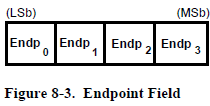 (LSb) (MSb)
Endp 0 Endp 1 Endp 2 Endp 3
Figure 8-3. Endpoint Field